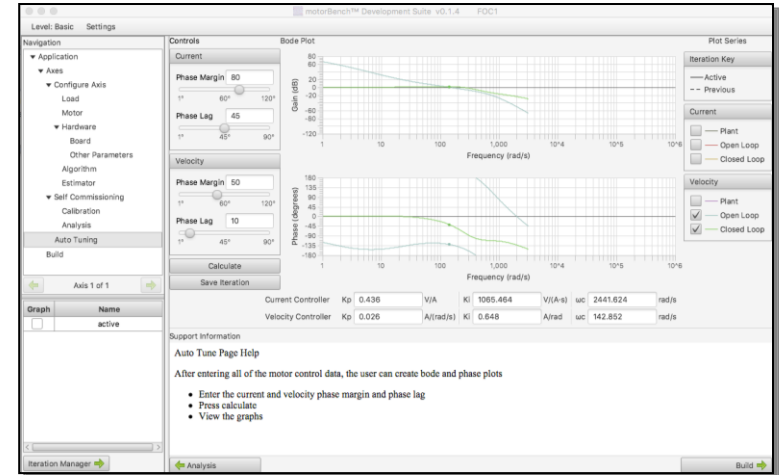 motorBench™ Development Suite v0.1.4 FOC1
Level: Basic Settings
Navigation
Application
Axes
Configure Axis
Load
Motor
Hardware
Board
Other Parameters
Algorithm
Estimator
Self Commissioning
Calibration
Analysis
Auto Tuning
Build
Axis 1 of 1
Graph Name
active
Iteration Manager
Controls
Current
Phase Margin 80
1° 60° 120°
Phase Lag 45
1° 45° 90°
Velocity
Phase Margin 50
1° 60° 120°
Phase Lag 10
1° 45° 90°
Calculate
Save Iteration
Bode Plot
Gain (dB)
80
60
20
0
-20
-60
-80
-120
1 10 100 1,000 10^4 10^5 10^6
Frequency (rad/s)
Phase (degrees)
180
135
90
45
0
-45
-90
-135
-180
1 10 100 1,000 10^4 10^5 10^6
Frequency (rad/s)
Plot Series
Iteration Key
Active
Previous
Current
Plant
Open Loop
Closed Loop
Velocity
Plant
Open Loop
Closed Loop
Current Controller Kp 0.436 V/A Ki 1065.464 V/(A·s) ωc 2441.624 rad/s
Velocity Controller Kp 0.026 A/(rad/s) Ki 0.648 A/rad ωc 142.852 rad/s
Support Information
Auto Tune Page Help
After entering all of the motor control data, the user can create bode and phase plots
• Enter the current and velocity phase margin and phase lag
• Press calculate
• View the graphs
Analysis
Build